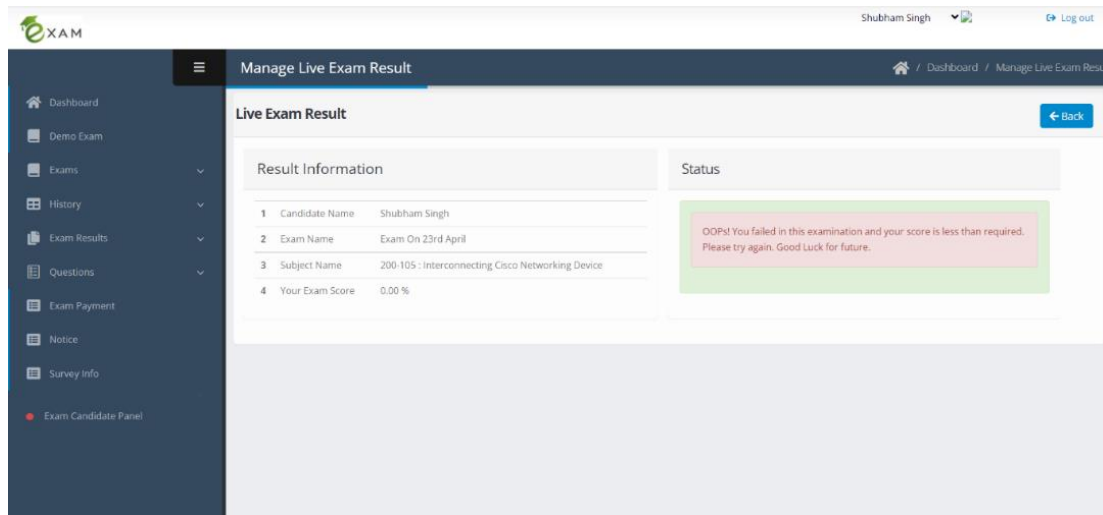 exAM
Shubham Singh
Log out
Manage Live Exam Result
/ Dashboard / Manage Live Exam Resu
Dashboard
Demo Exam
Exams
History
Exam Results
Questions
Exam Payment
Notice
Survey Info
Exam Candidate Panel
Live Exam Result
Back
Result Information
1 Candidate Name Shubham Singh
2 Exam Name Exam On 23rd April
3 Subject Name 200-105 : Interconnecting Cisco Networking Device
4 Your Exam Score 0.00 %
Status
OOPs! You failed in this examination and your score is less than required.
Please try again. Good Luck for future.